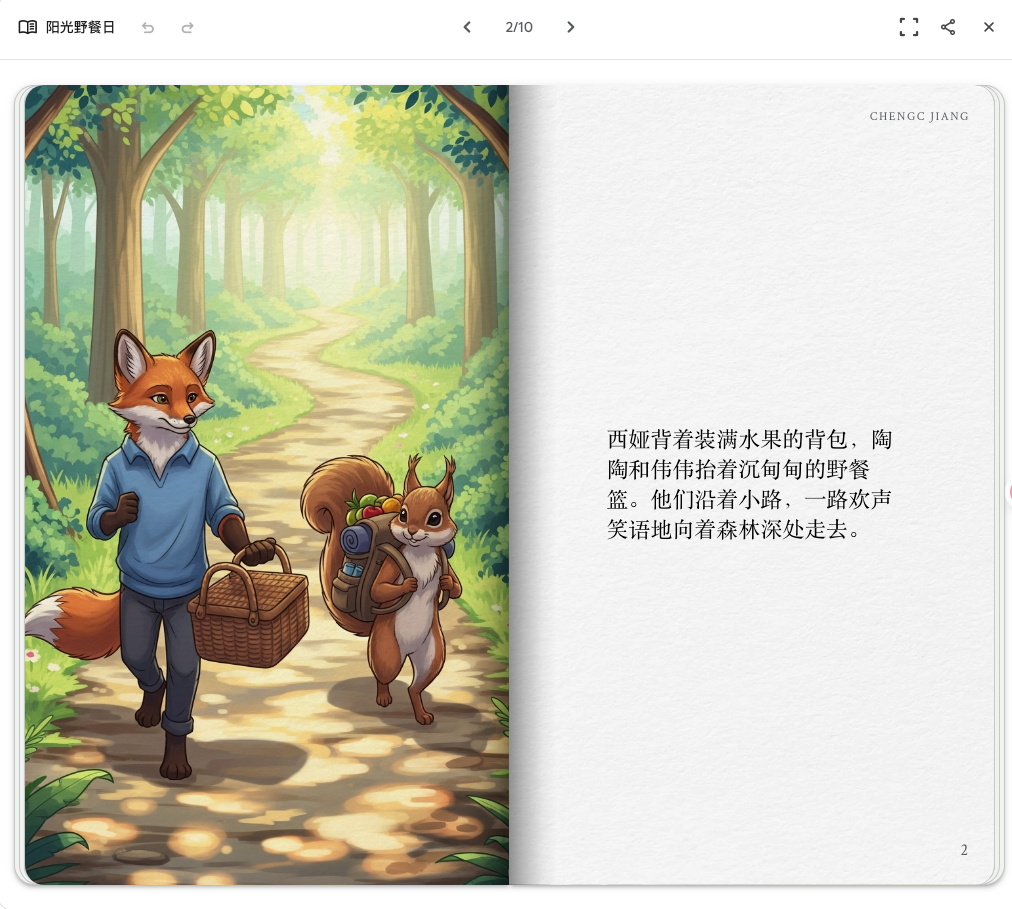 阳光野餐日
2/10
CHENGC JIANG
西娅背着装满水果的背包，陶
陶和伟伟抬着沉甸甸的野餐
篮。他们沿着小路，一路欢声
笑语地向着森林深处走去。
2